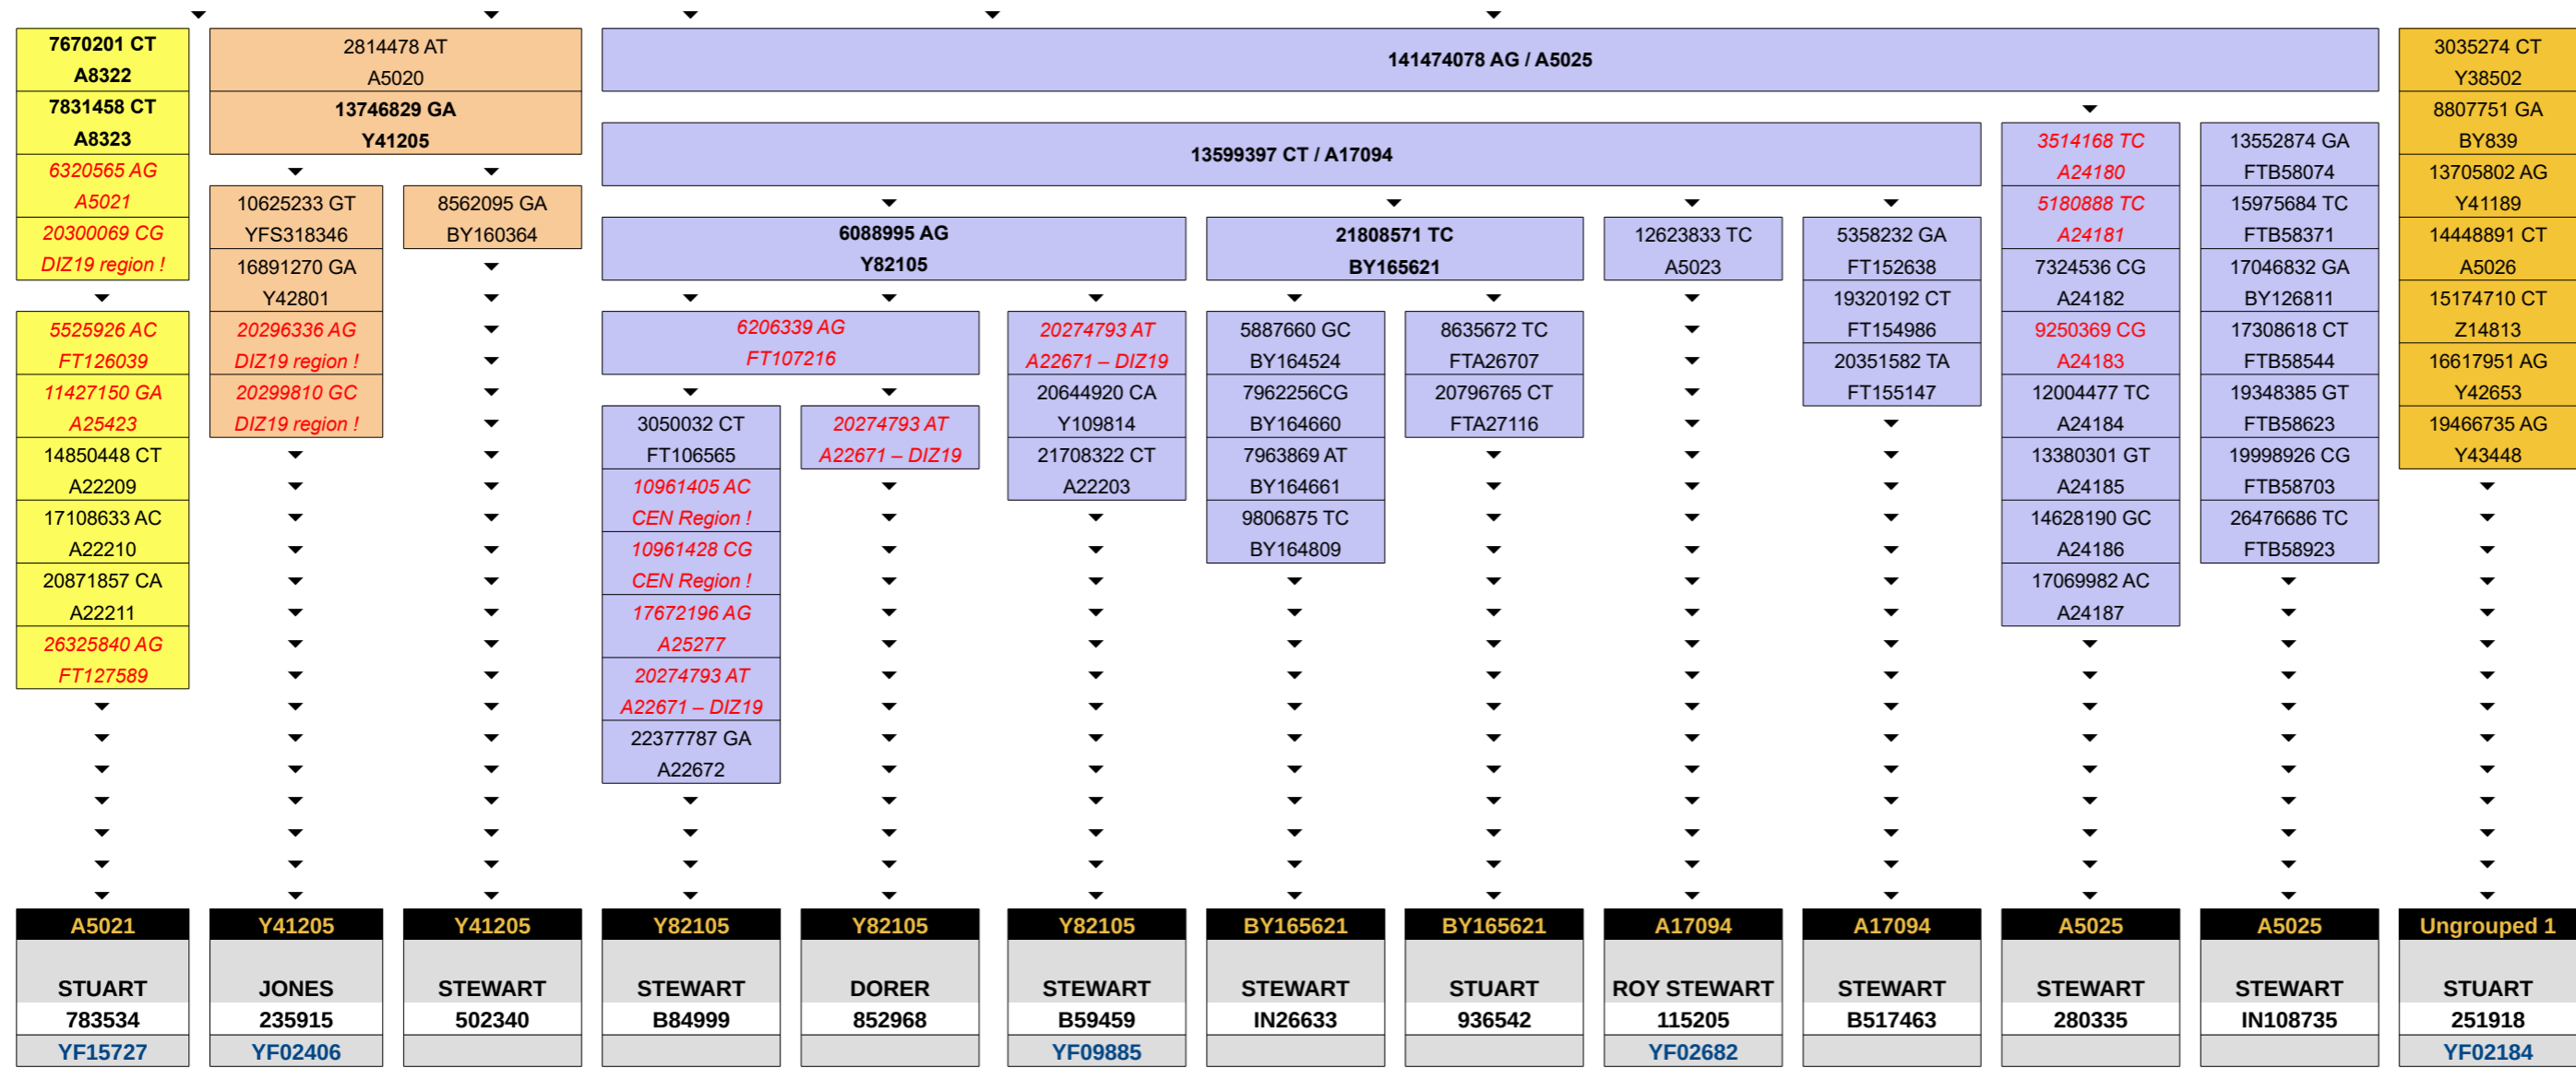 7670201 CT
A8322
7831458 CT
A8323
6320565 AG
A5021
20300069 CG
DIZ19 region !
5525926 AC
FT126039
11427150 GA
A25423
14850448 CT
A22209
17108633 AC
A22210
20871857 CA
A22211
26325840 AG
FT127589
2814478 AT
A5020
13746829 GA
Y41205
10625233 GT
YFS318346
16891270 GA
Y42801
20296336 AG
DIZ19 region !
20299810 GC
DIZ19 region !
8562095 GA
BY160364
141474078 AG / A5025
13599397 CT / A17094
6088995 AG
Y82105
6206339 AG
FT107216
3050032 CT
FT106565
10961405 AC
CEN Region !
10961428 CG
CEN Region !
17672196 AG
A25277
20274793 AT
A22671 – DIZ19
22377787 GA
A22672
20274793 AT
A22671 – DIZ19
20274793 AT
A22671 – DIZ19
20644920 CA
Y109814
21708322 CT
A22203
21808571 TC
BY165621
5887660 GC
BY164524
7962256CG
BY164660
7963869 AT
BY164661
9806875 TC
BY164809
8635672 TC
FTA26707
20796765 CT
FTA27116
12623833 TC
A5023
5358232 GA
FT152638
19320192 CT
FT154986
20351582 TA
FT155147
3514168 TC
A24180
5180888 TC
A24181
7324536 CG
A24182
9250369 CG
A24183
12004477 TC
A24184
13380301 GT
A24185
14628190 GC
A24186
17069982 AC
A24187
13552874 GA
FTB58074
15975684 TC
FTB58371
17046832 GA
BY126811
17308618 CT
FTB58544
19348385 GT
FTB58623
19998926 CG
FTB58703
26476686 TC
FTB58923
3035274 CT
Y38502
8807751 GA
BY839
13705802 AG
Y41189
14448891 CT
A5026
15174710 CT
Z14813
16617951 AG
Y42653
19466735 AG
Y43448
A5021
STUART
783534
YF15727
Y41205
JONES
235915
YF02406
Y41205
STEWART
502340
Y82105
STEWART
B84999
Y82105
DORER
852968
Y82105
STEWART
B59459
YF09885
BY165621
STEWART
IN26633
BY165621
STUART
936542
A17094
ROY STEWART
115205
YF02682
A17094
STEWART
B517463
A5025
STEWART
280335
A5025
STEWART
IN108735
Ungrouped 1
STUART
251918
YF02184